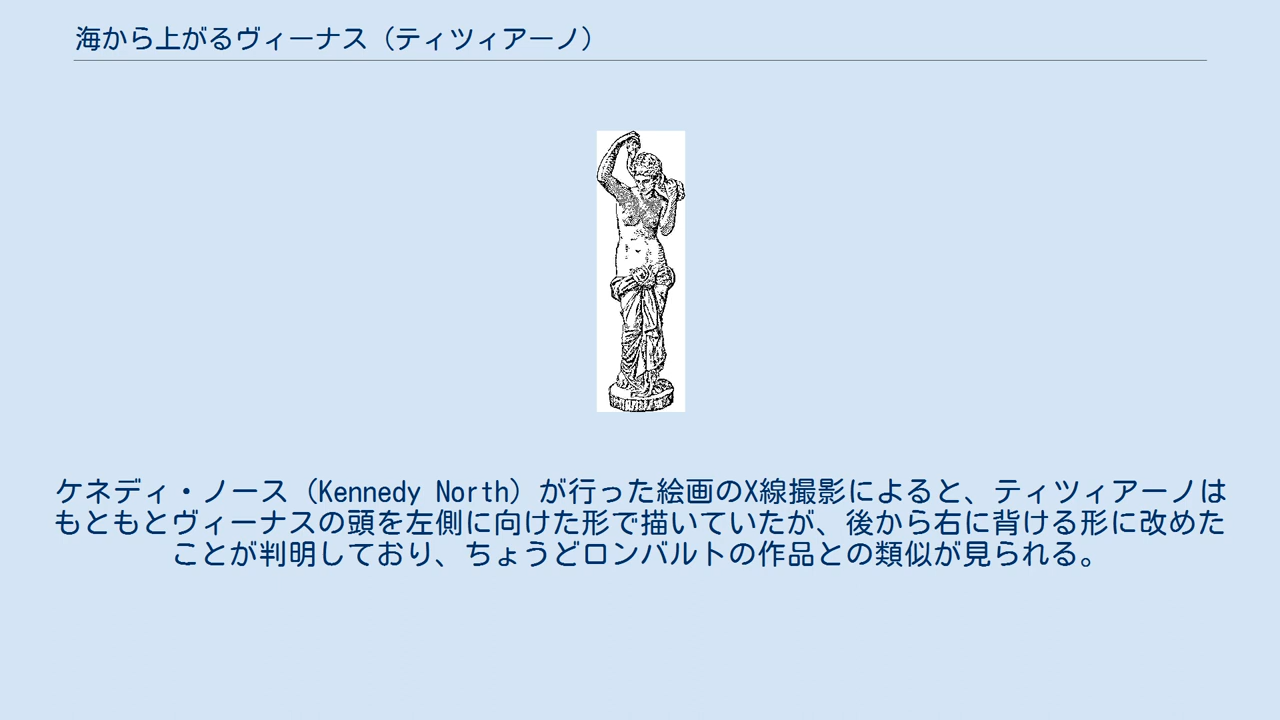 海から上がるヴィーナス（ティツィアーノ）
ケネディ・ノース（Kennedy North）が行った絵画のX線撮影によると、ティツィアーノは
もともとヴィーナスの頭を左側に向けた形で描いていたが、後から右に背ける形に改めた
ことが判明しており、ちょうどロンバルトの作品との類似が見られる。